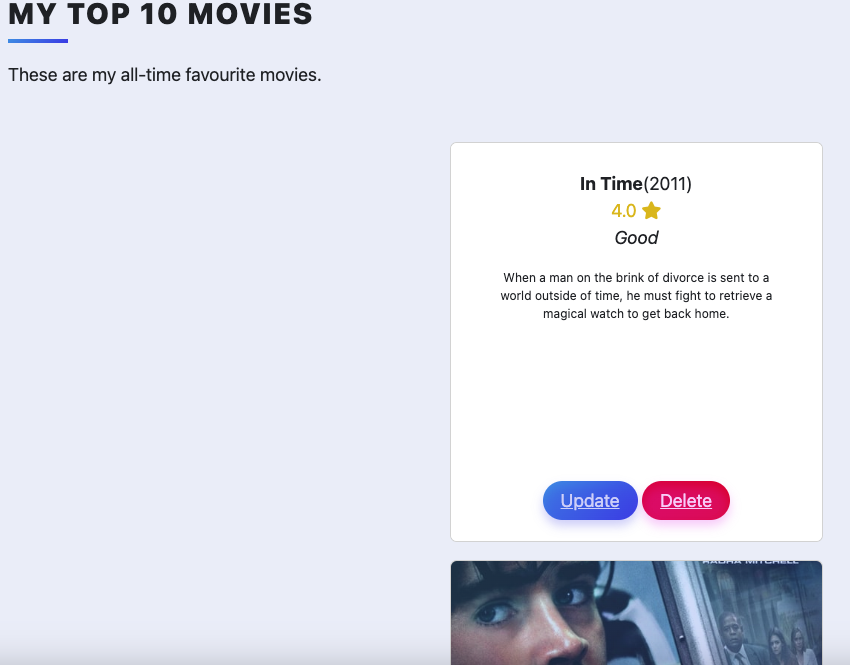 MY TOP 10 MOVIES
These are my all-time favourite movies.
In Time(2011)
4.0
Good
When a man on the brink of divorce is sent to a
world outside of time, he must fight to retrieve a
magical watch to get back home.
Update Delete
RADHA MITCHELL